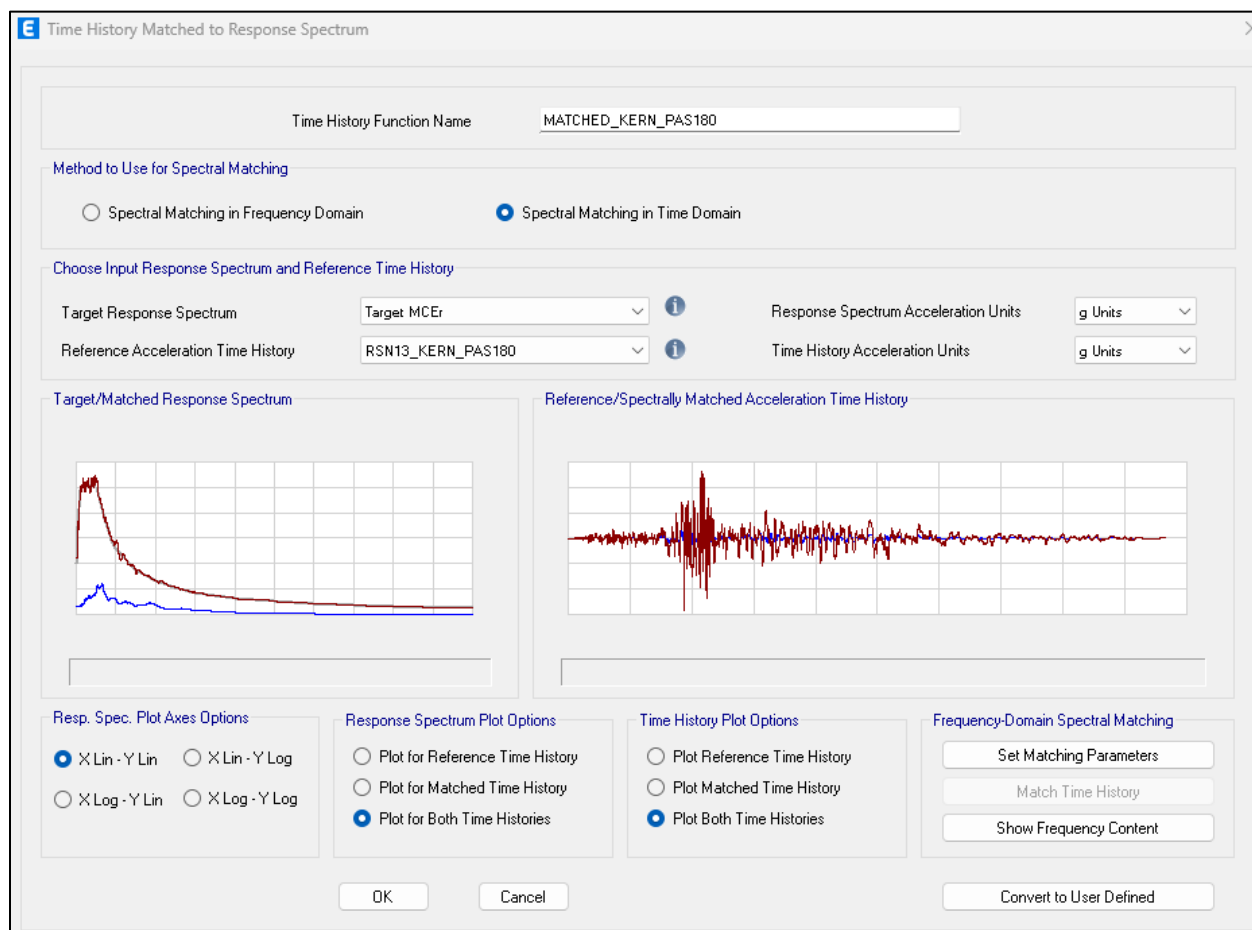 E Time History Matched to Response Spectrum
Time History Function Name MATCHED_KERN_PAS180
Method to Use for Spectral Matching
Spectral Matching in Frequency Domain Spectral Matching in Time Domain
Choose Input Response Spectrum and Reference Time History
Target Response Spectrum Target MCEr i Response Spectrum Acceleration Units g Units
Reference Acceleration Time History RSN13_KERN_PAS180 i Time History Acceleration Units g Units
Target/Matched Response Spectrum Reference/Spectrally Matched Acceleration Time History
Resp. Spec. Plot Axes Options
X Lin - Y Lin X Lin - Y Log
X Log - Y Lin X Log - Y Log
Response Spectrum Plot Options
Plot for Reference Time History
Plot for Matched Time History
Plot for Both Time Histories
Time History Plot Options
Plot Reference Time History
Plot Matched Time History
Plot Both Time Histories
Frequency-Domain Spectral Matching
Set Matching Parameters
Match Time History
Show Frequency Content
OK Cancel Convert to User Defined